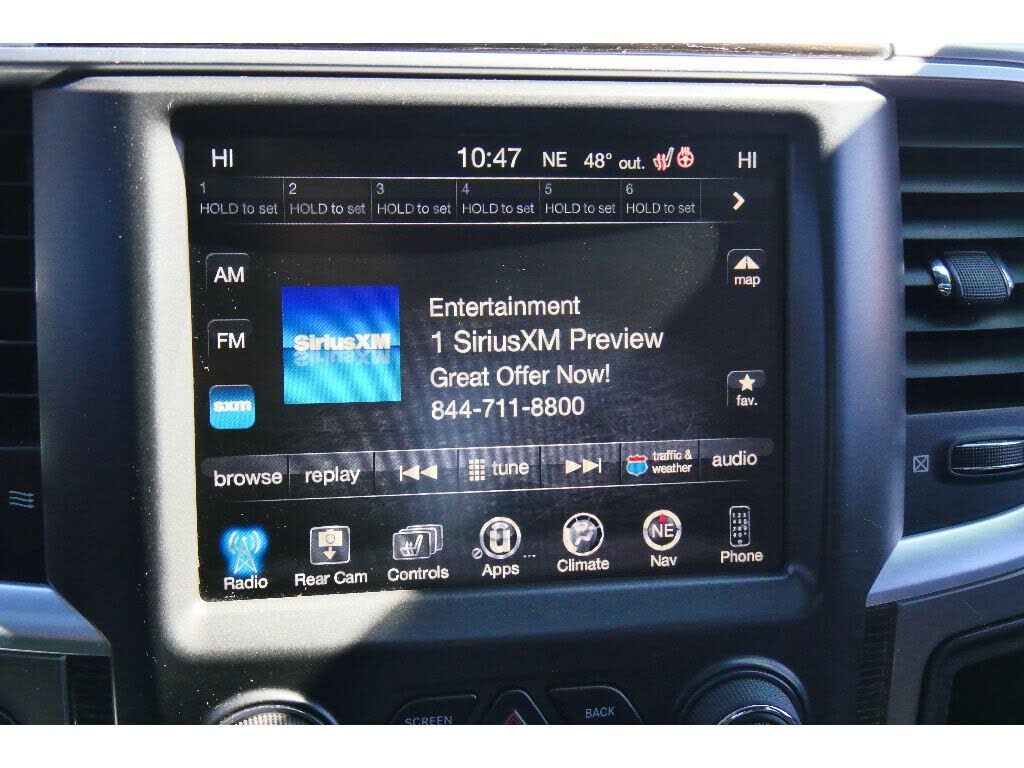 HI 10:47 NE 48° out. HI
1 2 3 4 5 6
HOLD to set HOLD to set HOLD to set HOLD to set HOLD to set HOLD to set
AM
map
SiriusXM
Entertainment
1 SiriusXM Preview
Great Offer Now!
844-711-8800
FM
sxm
fav.
browse replay tune traffic & weather audio
NE
Radio Rear Cam Controls Apps Climate Nav Phone
SCREEN BACK